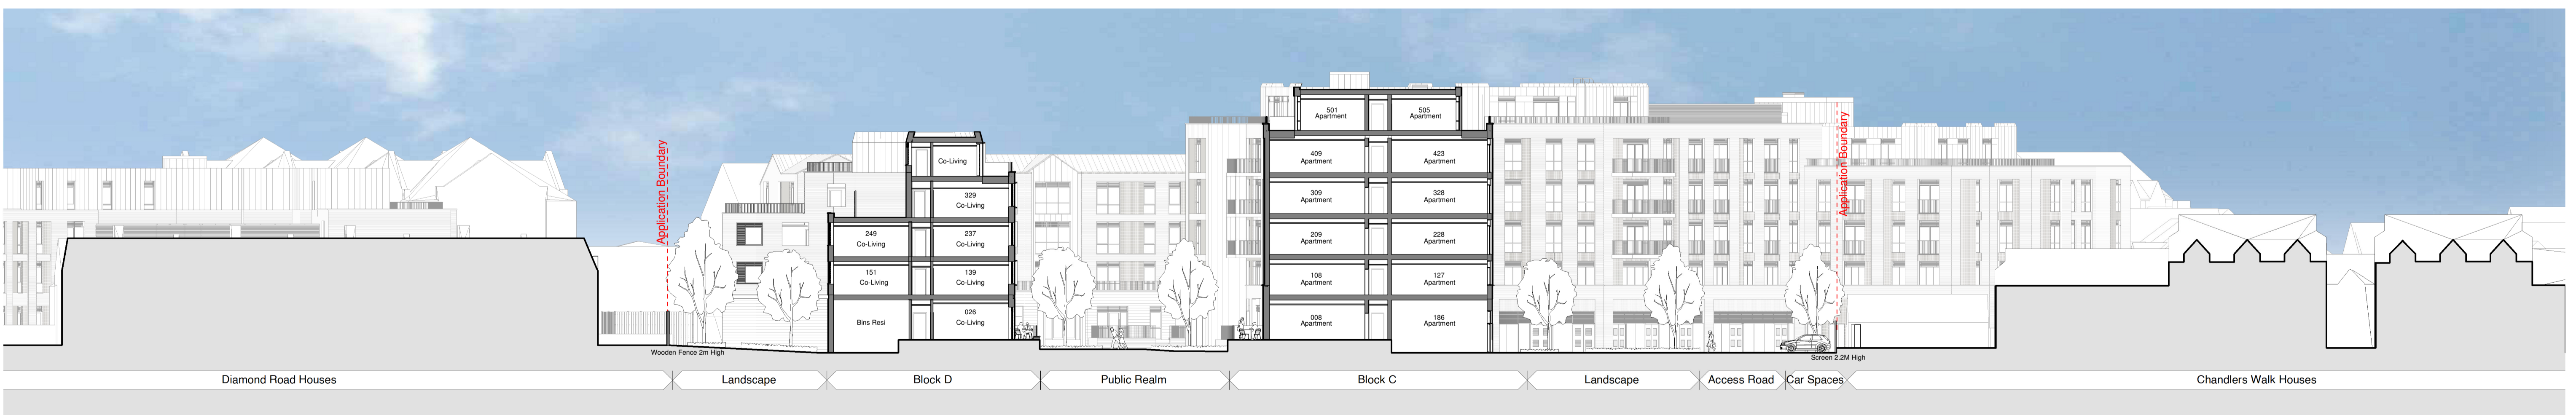 Application Boundary
Application Boundary
501
Apartment
505
Apartment
Co-Living
409
Apartment
423
Apartment
329
Co-Living
309
Apartment
328
Apartment
249
Co-Living
237
Co-Living
209
Apartment
228
Apartment
151
Co-Living
139
Co-Living
108
Apartment
127
Apartment
Bins Resi
026
Co-Living
008
Apartment
186
Apartment
Wooden Fence 2m High
Screen 2.2M High
Diamond Road Houses
Landscape
Block D
Public Realm
Block C
Landscape
Access Road
Car Spaces
Chandlers Walk Houses